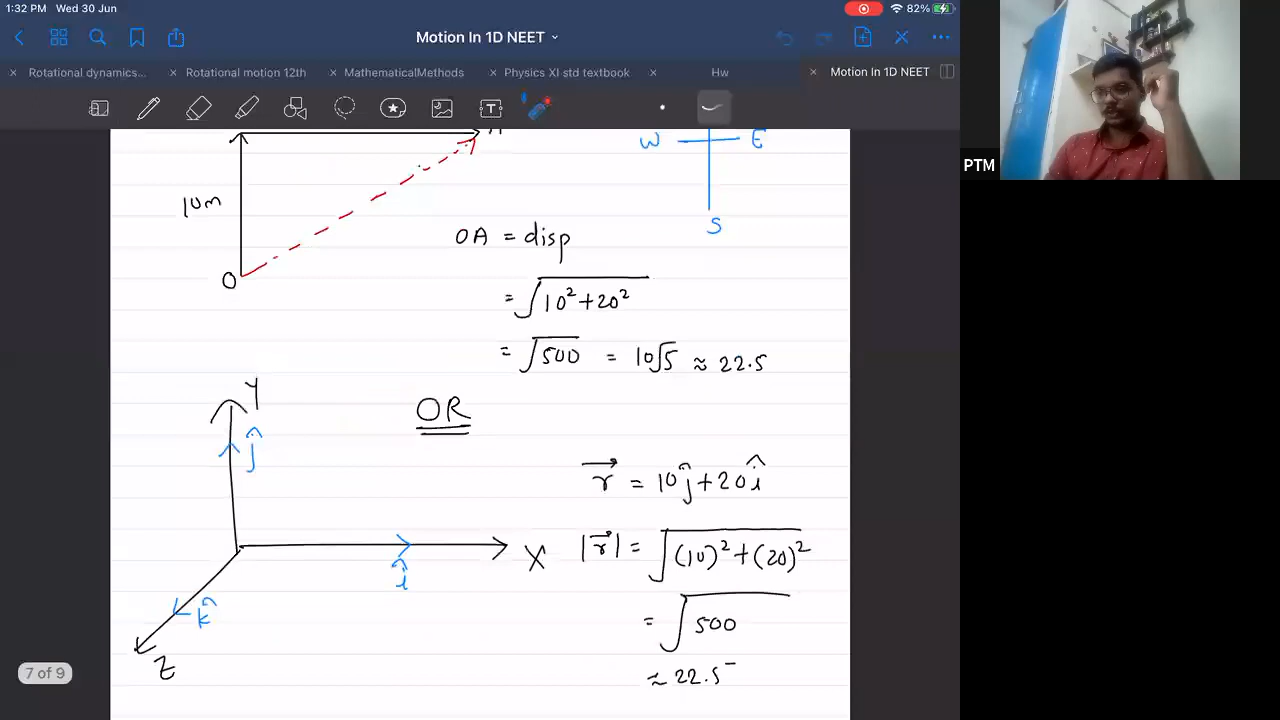 1:32 PM Wed 30 Jun
82%
Motion In 1D NEET
Rotational dynamics...
Rotational motion 12th
MathematicalMethods
Physics XI std textbook
Hw
Motion In 1D NEET
PTM
W E
S
10m
O
OA = disp
= √10² + 20²
= √500 = 10√5 ≈ 22.5
Y
ĵ
OR
r⃗ = 10ĵ + 20î
|r⃗| = √(10)² + (20)²
X
î
k̂
Z
= √500
≈ 22.5
7 of 9